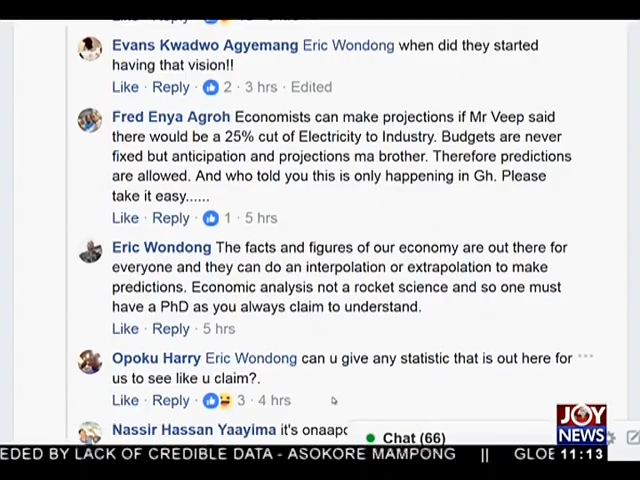 Evans Kwadwo Agyemang Eric Wondong when did they started
having that vision!!
Like · Reply · 2 · 3 hrs · Edited
Fred Enya Agroh Economists can make projections if Mr Veep said
there would be a 25% cut of Electricity to Industry. Budgets are never
fixed but anticipation and projections ma brother. Therefore predictions
are allowed. And who told you this is only happening in Gh. Please
take it easy......
Like · Reply · 1 · 5 hrs
Eric Wondong The facts and figures of our economy are out there for
everyone and they can do an interpolation or extrapolation to make
predictions. Economic analysis not a rocket science and so one must
have a PhD as you always claim to understand.
Like · Reply · 5 hrs
Opoku Harry Eric Wondong can u give any statistic that is out here for
us to see like u claim?.
Like · Reply · 3 · 4 hrs
Nassir Hassan Yaayima it's onaapo
Chat (66)
JOY
NEWS
EDED BY LACK OF CREDIBLE DATA - ASOKORE MAMPONG || GLOB 11:13